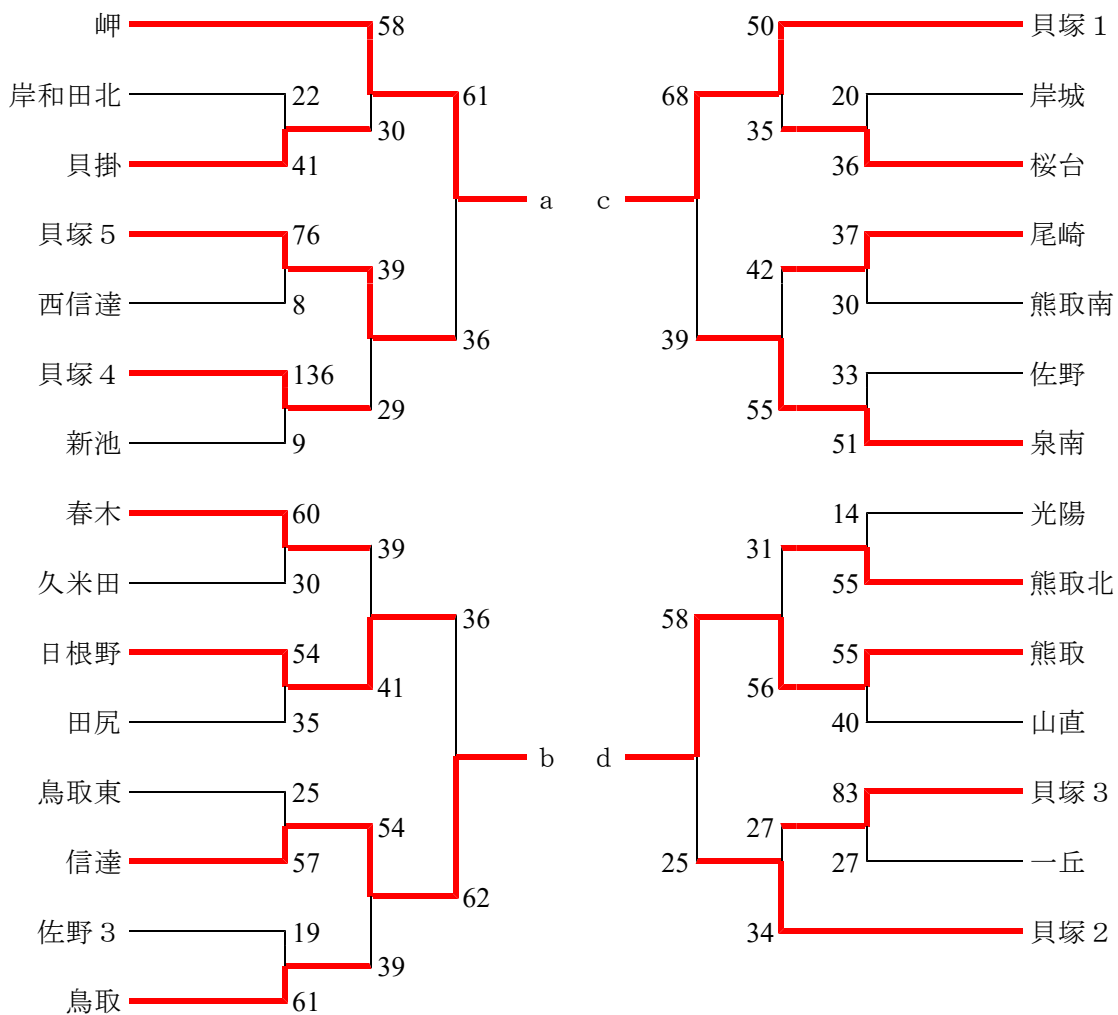 岬 58 50 貝塚１
岸和田北 22 61 68 20 岸城
30 35
貝掛 41 36 桜台
a c
貝塚５ 76 37 尾崎
39 42
西信達 8 30 熊取南
36 39
貝塚４ 136 33 佐野
29 55
新池 9 51 泉南
春木 60 14 光陽
39 31
久米田 30 55 熊取北
36 58
日根野 54 55 熊取
41 56
田尻 35 40 山直
b d
鳥取東 25 83 貝塚３
54 27
信達 57 25 27 一丘
62
佐野３ 19 34 貝塚２
39
鳥取 61